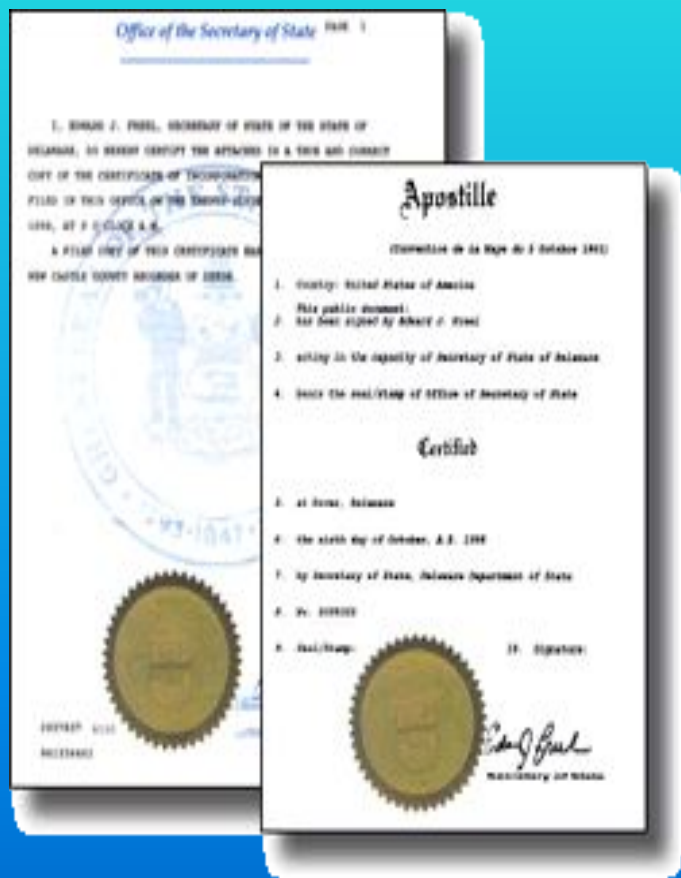 Office of the Secretary of State PAGE 1
I, EDWARD J. FREEL, SECRETARY OF STATE OF THE STATE OF
DELAWARE, DO HEREBY CERTIFY THE ATTACHED IS A TRUE AND CORRECT
COPY OF THE CERTIFICATE OF INCORPORATION
FILED IN THIS OFFICE ON THE
A FILED COPY OF THIS CERTIFICATE HAS
NEW CASTLE COUNTY RECORDER OF DEEDS.
Apostille
(Convention de la Haye du 5 Octobre 1961)
1. Country: United States of America
This public document:
2. has been signed by Edward J. Freel
3. acting in the capacity of Secretary of State of Delaware
4. bears the seal/stamp of Office of Secretary of State
Certified
5. at Dover, Delaware
6. the sixth day of October, A.D.
7. by Secretary of State, Delaware Department of State
8. No.
9. Seal/Stamp:
10. Signature:
Secretary of State